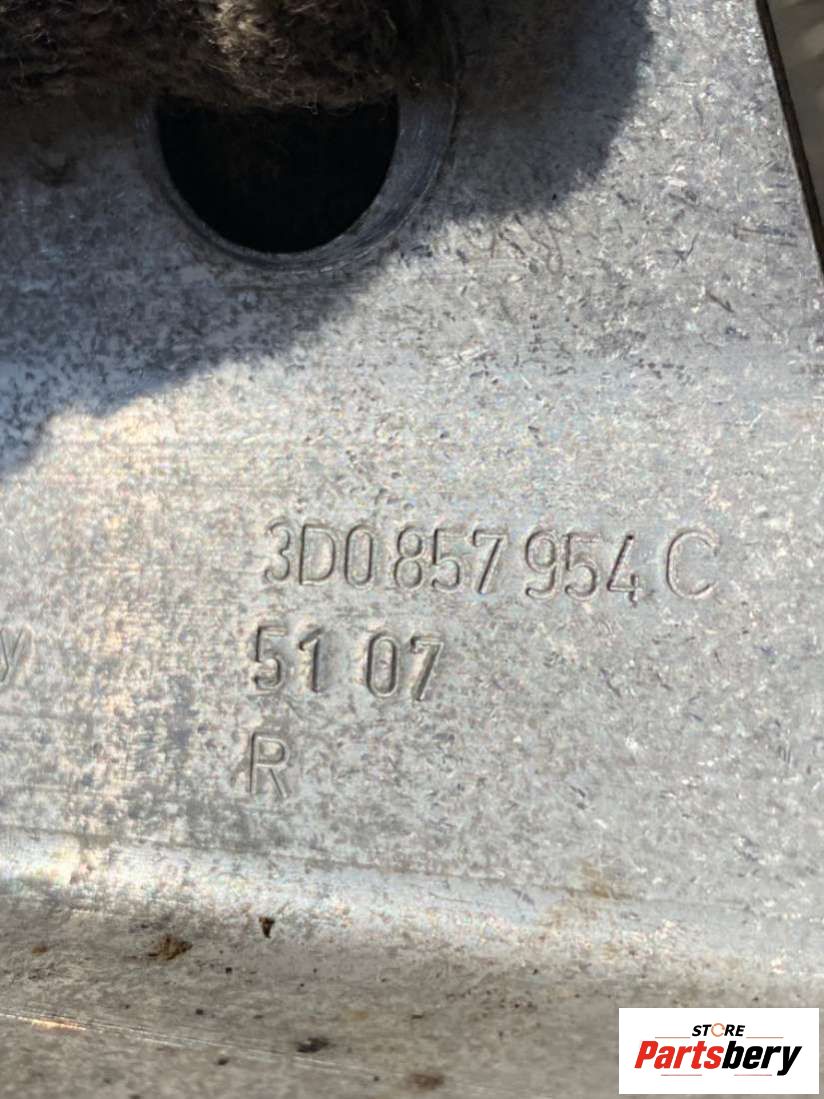 3D0 857 954 C
y
51 07
R
STORE
Partsbery